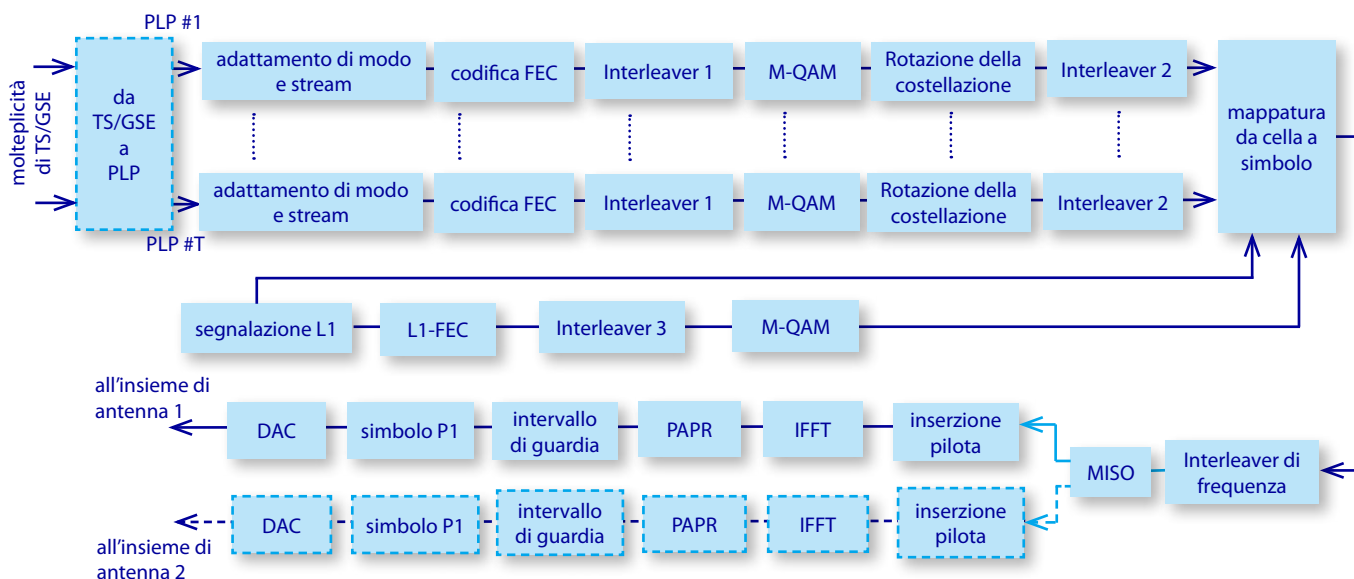 PLP #1
molteplicità
di TS/GSE
da
TS/GSE
a
PLP
adattamento di modo
e stream
codifica FEC
Interleaver 1
M-QAM
Rotazione della
costellazione
Interleaver 2
mappatura
da cella a
simbolo
adattamento di modo
e stream
codifica FEC
Interleaver 1
M-QAM
Rotazione della
costellazione
Interleaver 2
PLP #T
segnalazione L1
L1-FEC
Interleaver 3
M-QAM
all'insieme di
antenna 1
DAC
simbolo P1
intervallo
di guardia
PAPR
IFFT
inserzione
pilota
MISO
Interleaver di
frequenza
DAC
simbolo P1
intervallo
di guardia
PAPR
IFFT
inserzione
pilota
all'insieme di
antenna 2